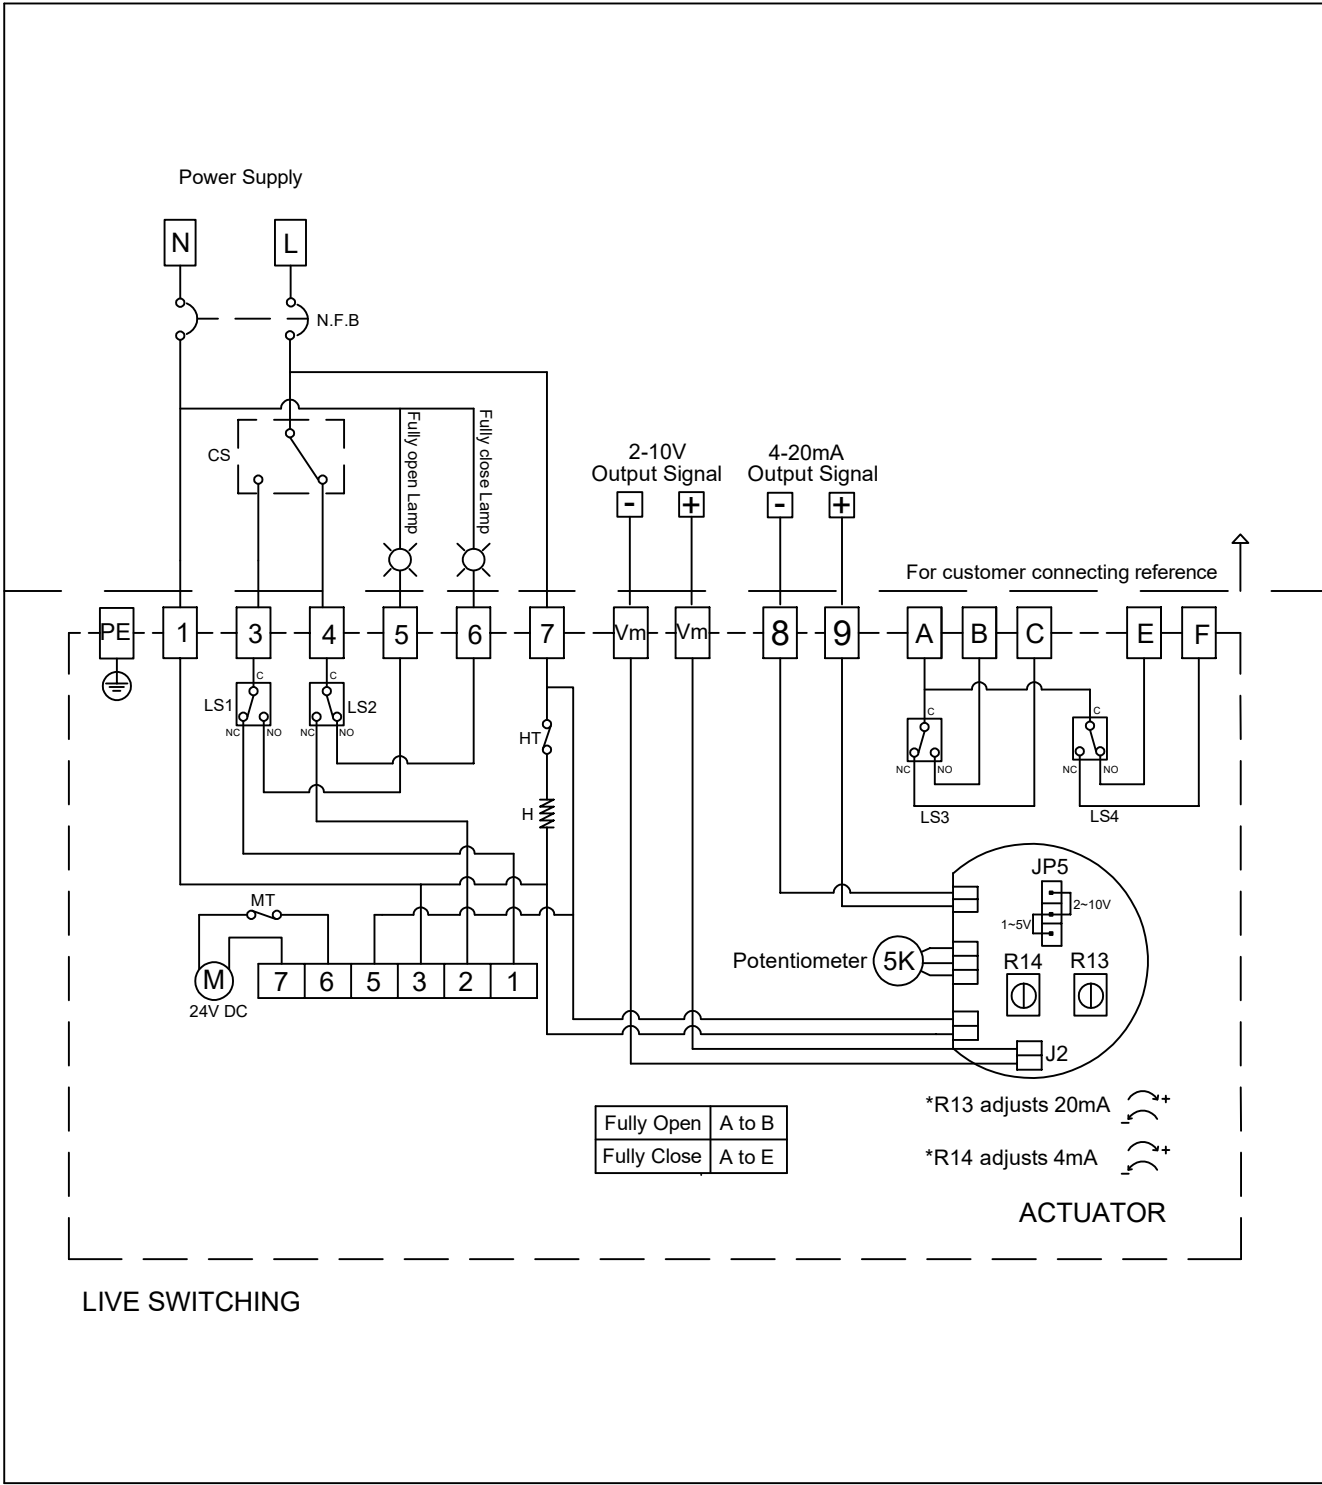 Power Supply
N
L
N.F.B
CS
Fully open Lamp
Fully close Lamp
2-10V
Output Signal
4-20mA
Output Signal
-
+
-
+
For customer connecting reference
PE
1
3
4
5
6
7
Vm
Vm
8
9
A
B
C
E
F
C
C
LS1
LS2
NC
NO
NC
NO
HT
H
C
C
NC
NO
NC
NO
LS3
LS4
MT
M
24V DC
7
6
5
3
2
1
JP5
2~10V
1~5V
Potentiometer
5K
R14
R13
J2
Fully Open
A to B
Fully Close
A to E
*R13 adjusts 20mA
+
-
*R14 adjusts 4mA
+
-
ACTUATOR
LIVE SWITCHING